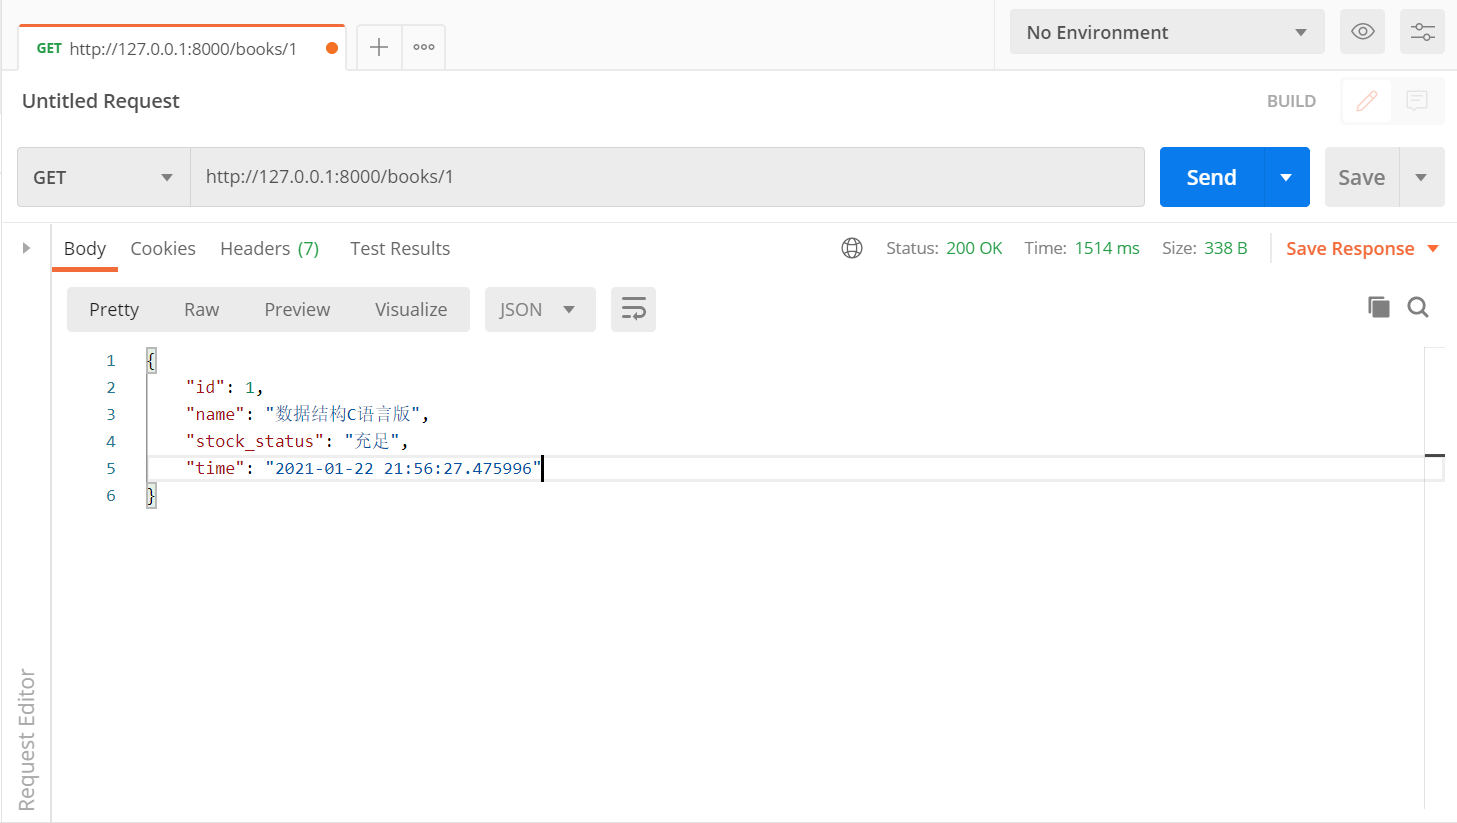 GET http://127.0.0.1:8000/books/1
No Environment
Untitled Request
BUILD
GET http://127.0.0.1:8000/books/1 Send Save
Body Cookies Headers (7) Test Results Status: 200 OK Time: 1514 ms Size: 338 B Save Response
Pretty Raw Preview Visualize JSON
1 {
2 "id": 1,
3 "name": "数据结构C语言版",
4 "stock_status": "充足",
5 "time": "2021-01-22 21:56:27.475996"
6 }
Request Editor